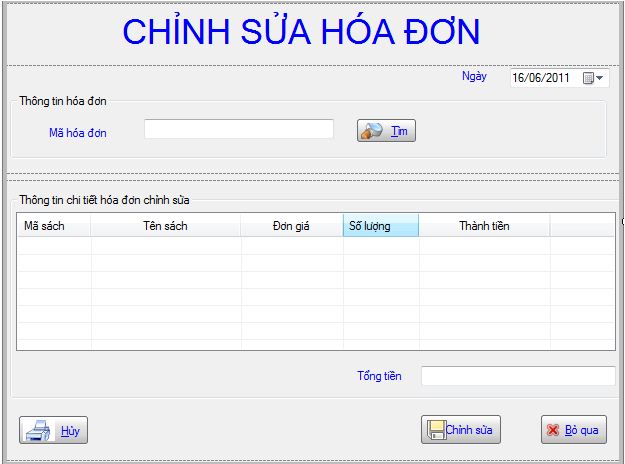 CHỈNH SỬA HÓA ĐƠN
Ngày 16/06/2011
Thông tin hóa đơn
Mã hóa đơn Tìm
Thông tin chi tiết hóa đơn chỉnh sửa
Mã sách Tên sách Đơn giá Số lượng Thành tiền
Tổng tiền
Hủy Chỉnh sửa Bỏ qua